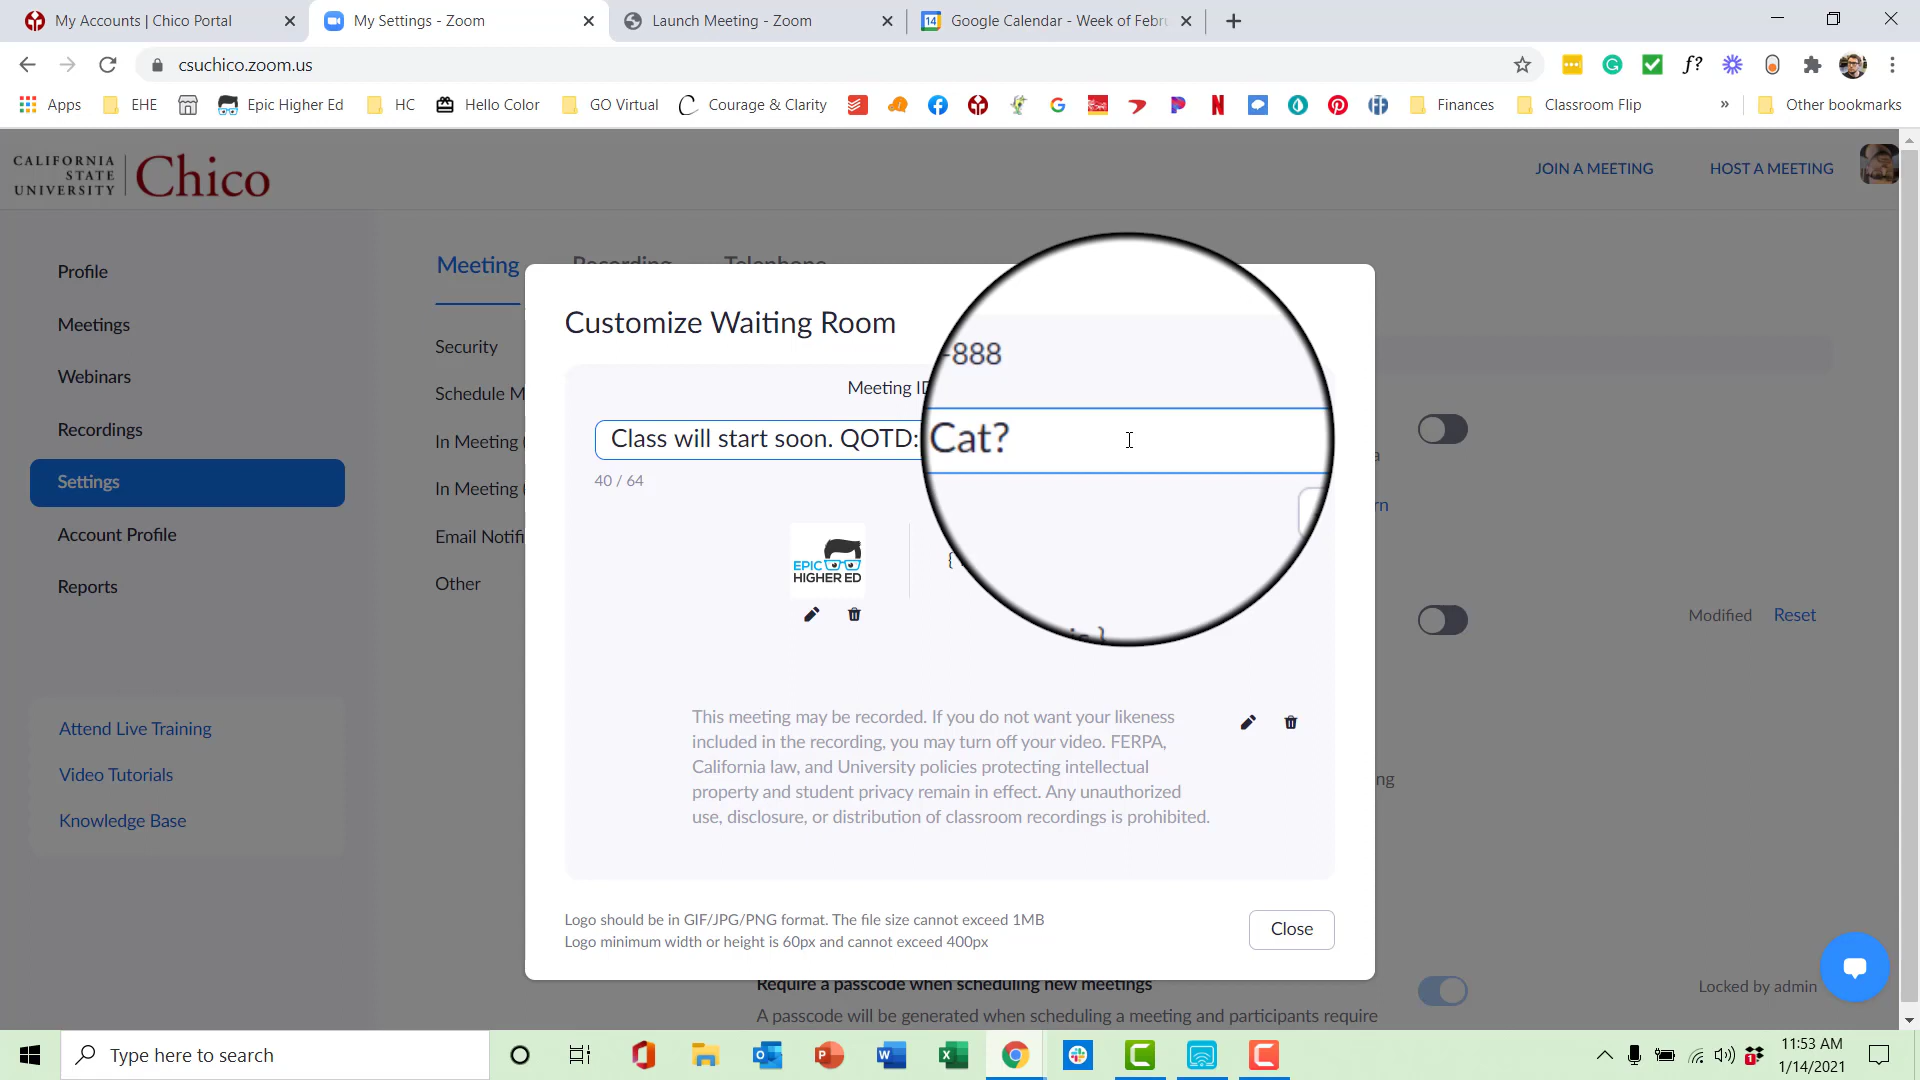 My Accounts | Chico Portal
My Settings - Zoom
Launch Meeting - Zoom
14
Google Calendar - Week of Febr
csuchico.zoom.us
Apps
EHE
Epic Higher Ed
HC
Hello Color
GO Virtual
Courage & Clarity
Finances
Classroom Flip
»
Other bookmarks
CALIFORNIA
STATE
UNIVERSITY
Chico
JOIN A MEETING
HOST A MEETING
Profile
Meetings
Webinars
Recordings
Settings
Account Profile
Reports
Attend Live Training
Video Tutorials
Knowledge Base
Meeting
Recording
Telephone
Security
Schedule M
In Meeting (
In Meeting (
Email Notifi
Other
Customize Waiting Room
Meeting ID
-888
Class will start soon. QOTD: Cat?
40 / 64
EPIC
HIGHER ED
This meeting may be recorded. If you do not want your likeness
included in the recording, you may turn off your video. FERPA,
California law, and University policies protecting intellectual
property and student privacy remain in effect. Any unauthorized
use, disclosure, or distribution of classroom recordings is prohibited.
Logo should be in GIF/JPG/PNG format. The file size cannot exceed 1MB
Logo minimum width or height is 60px and cannot exceed 400px
Close
Modified
Reset
Require a passcode when scheduling new meetings
A passcode will be generated when scheduling a meeting and participants require
Locked by admin
Type here to search
11:53 AM
1/14/2021